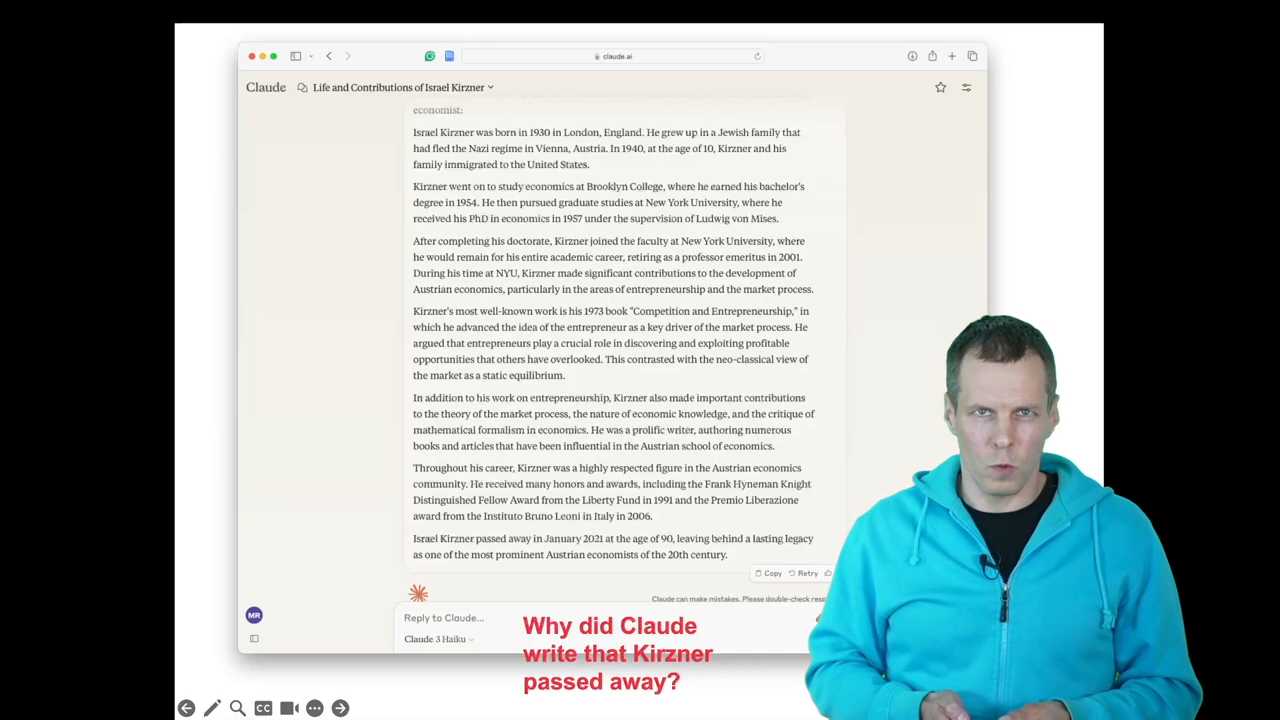 claude.ai
Claude
Life and Contributions of Israel Kirzner
economist:
Israel Kirzner was born in 1930 in London, England. He grew up in a Jewish family that
had fled the Nazi regime in Vienna, Austria. In 1940, at the age of 10, Kirzner and his
family immigrated to the United States.
Kirzner went on to study economics at Brooklyn College, where he earned his bachelor's
degree in 1954. He then pursued graduate studies at New York University, where he
received his PhD in economics in 1957 under the supervision of Ludwig von Mises.
After completing his doctorate, Kirzner joined the faculty at New York University, where
he would remain for his entire academic career, retiring as a professor emeritus in 2001.
During his time at NYU, Kirzner made significant contributions to the development of
Austrian economics, particularly in the areas of entrepreneurship and the market process.
Kirzner's most well-known work is his 1973 book "Competition and Entrepreneurship," in
which he advanced the idea of the entrepreneur as a key driver of the market process. He
argued that entrepreneurs play a crucial role in discovering and exploiting profitable
opportunities that others have overlooked. This contrasted with the neo-classical view of
the market as a static equilibrium.
In addition to his work on entrepreneurship, Kirzner also made important contributions
to the theory of the market process, the nature of economic knowledge, and the critique of
mathematical formalism in economics. He was a prolific writer, authoring numerous
books and articles that have been influential in the Austrian school of economics.
Throughout his career, Kirzner was a highly respected figure in the Austrian economics
community. He received many honors and awards, including the Frank Hyneman Knight
Distinguished Fellow Award from the Liberty Fund in 1991 and the Premio Liberazione
award from the Instituto Bruno Leoni in Italy in 2006.
Israel Kirzner passed away in January 2021 at the age of 90, leaving behind a lasting legacy
as one of the most prominent Austrian economists of the 20th century.
Copy
Retry
Claude can make mistakes. Please double-check
MR
Reply to Claude...
Claude 3 Haiku
Why did Claude
write that Kirzner
passed away?
CC